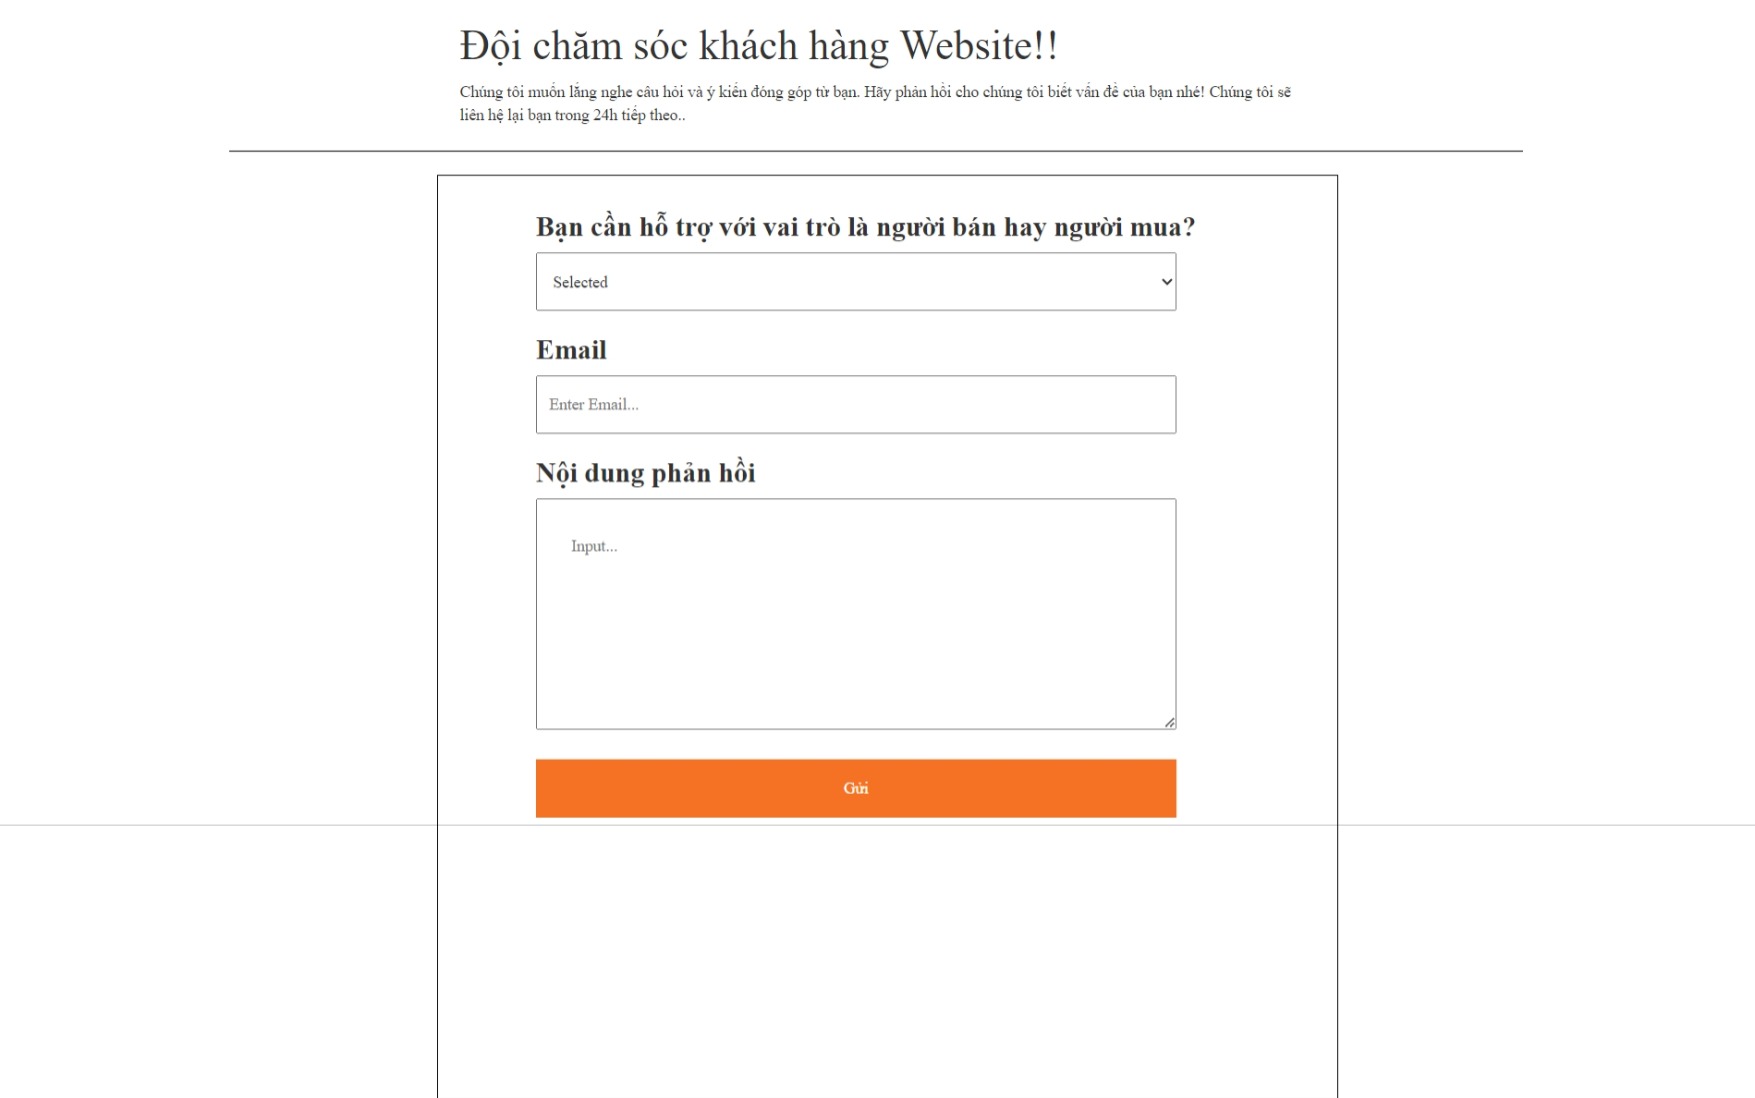 Đội chăm sóc khách hàng Website!!
Chúng tôi muốn lắng nghe câu hỏi và ý kiến đóng góp từ bạn. Hãy phản hồi cho chúng tôi biết vấn đề của bạn nhé! Chúng tôi sẽ
liên hệ lại bạn trong 24h tiếp theo..
Bạn cần hỗ trợ với vai trò là người bán hay người mua?
Selected
Email
Enter Email...
Nội dung phản hồi
Input...
Gửi